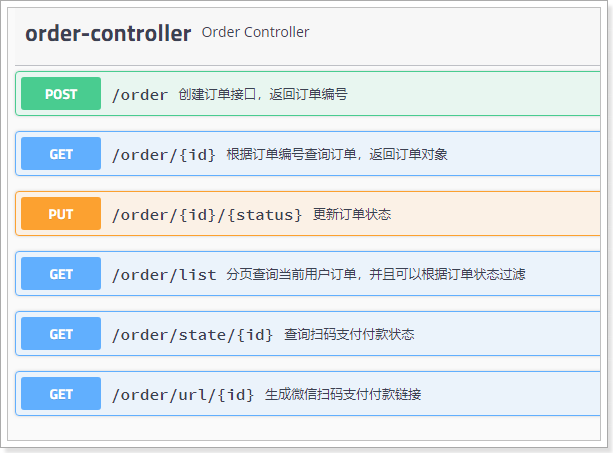 order-controller Order Controller
POST /order 创建订单接口，返回订单编号
GET /order/{id} 根据订单编号查询订单，返回订单对象
PUT /order/{id}/{status} 更新订单状态
GET /order/list 分页查询当前用户订单，并且可以根据订单状态过滤
GET /order/state/{id} 查询扫码支付付款状态
GET /order/url/{id} 生成微信扫码支付付款链接